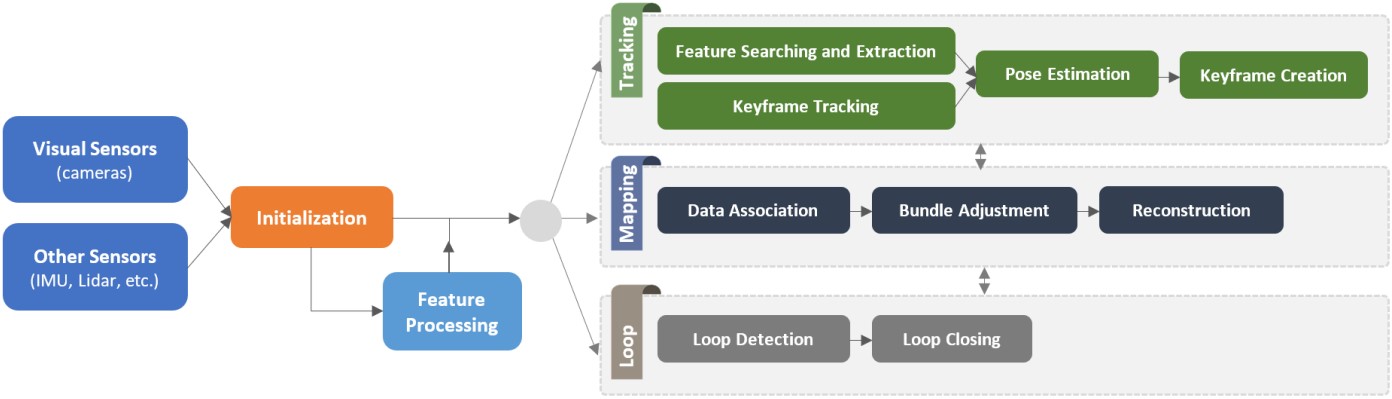 Visual Sensors
(cameras)
Other Sensors
(IMU, Lidar, etc.)
Initialization
Feature
Processing
Tracking
Feature Searching and Extraction
Keyframe Tracking
Pose Estimation
Keyframe Creation
Mapping
Data Association
Bundle Adjustment
Reconstruction
Loop
Loop Detection
Loop Closing